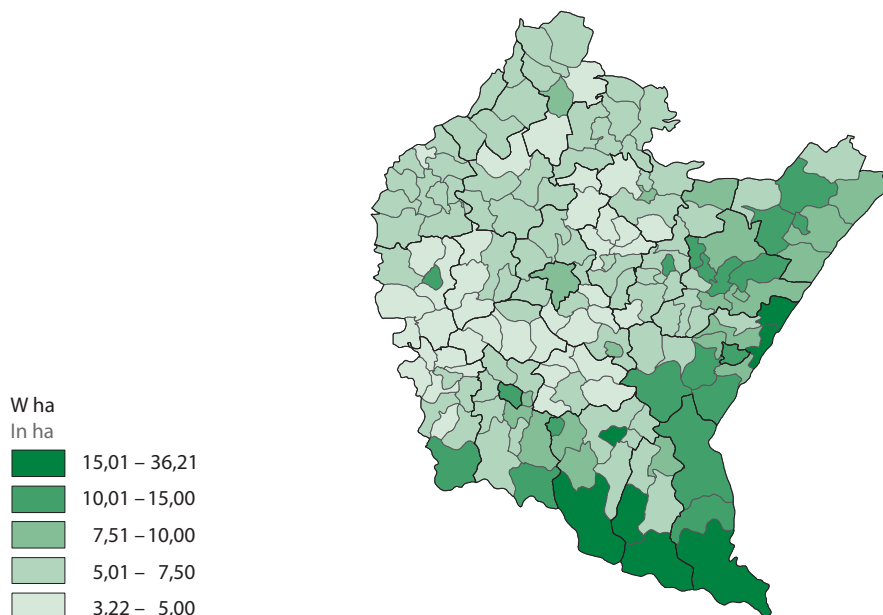 W ha
In ha
15,01 – 36,21
10,01 – 15,00
7,51 – 10,00
5,01 – 7,50
3,22 – 5,00